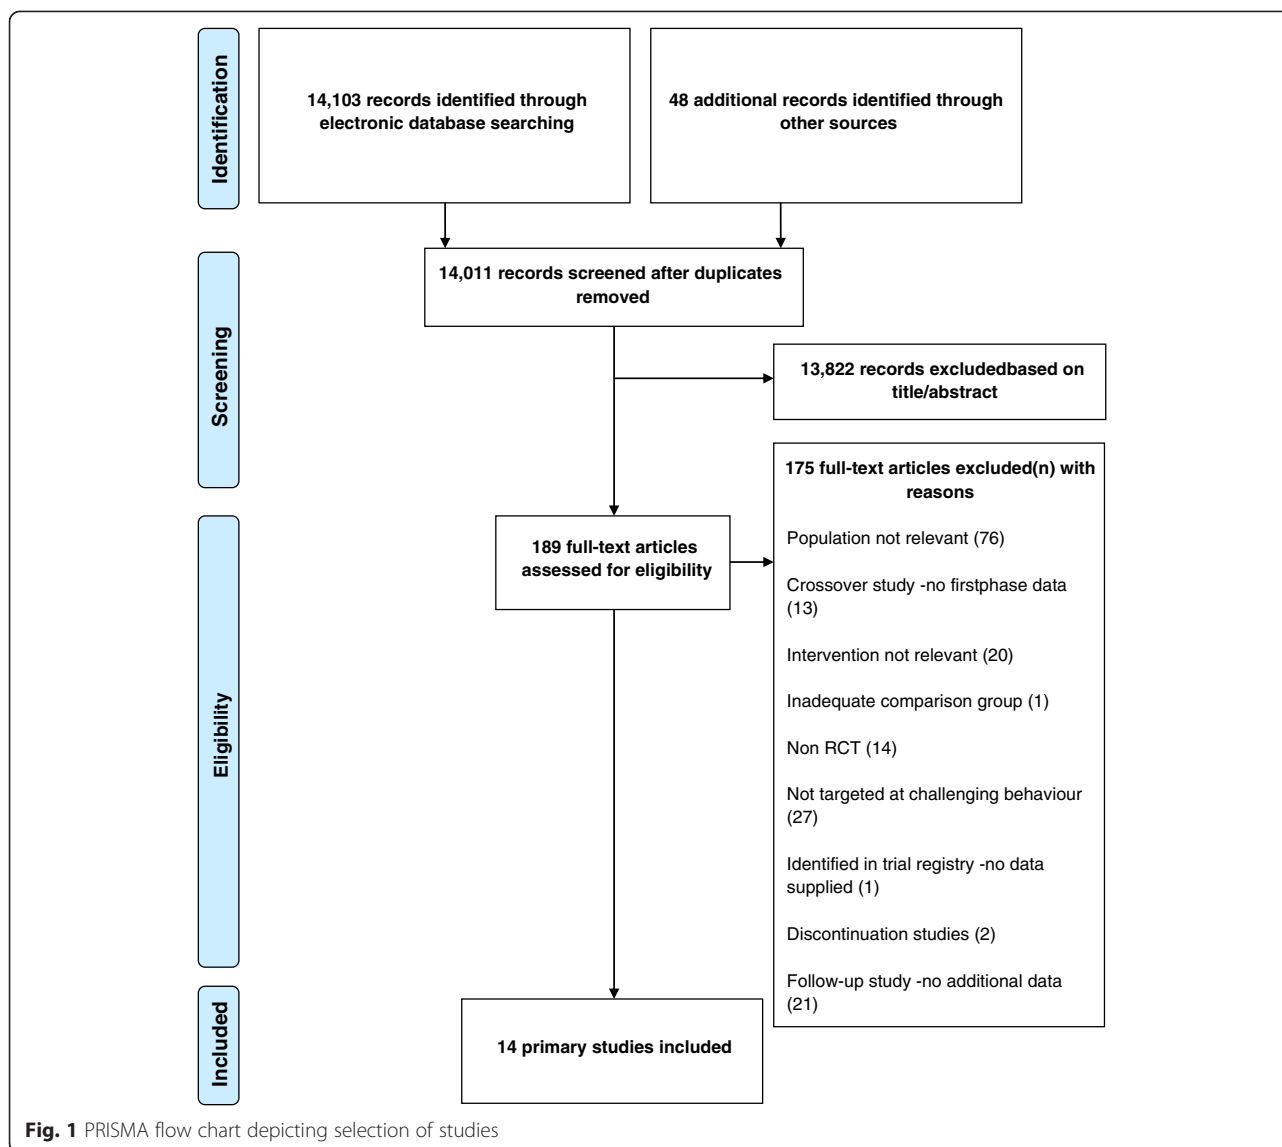 Identification
14,103 records identified through
electronic database searching
48 additional records identified through
other sources
Screening
14,011 records screened after duplicates
removed
13,822 records excludedbased on
title/abstract
Eligibility
189 full-text articles
assessed for eligibility
175 full-text articles excluded(n) with
reasons
Population not relevant (76)
Crossover study -no firstphase data
(13)
Intervention not relevant (20)
Inadequate comparison group (1)
Non RCT (14)
Not targeted at challenging behaviour
(27)
Identified in trial registry -no data
supplied (1)
Discontinuation studies (2)
Follow-up study -no additional data
(21)
Included
14 primary studies included
Fig. 1 PRISMA flow chart depicting selection of studies